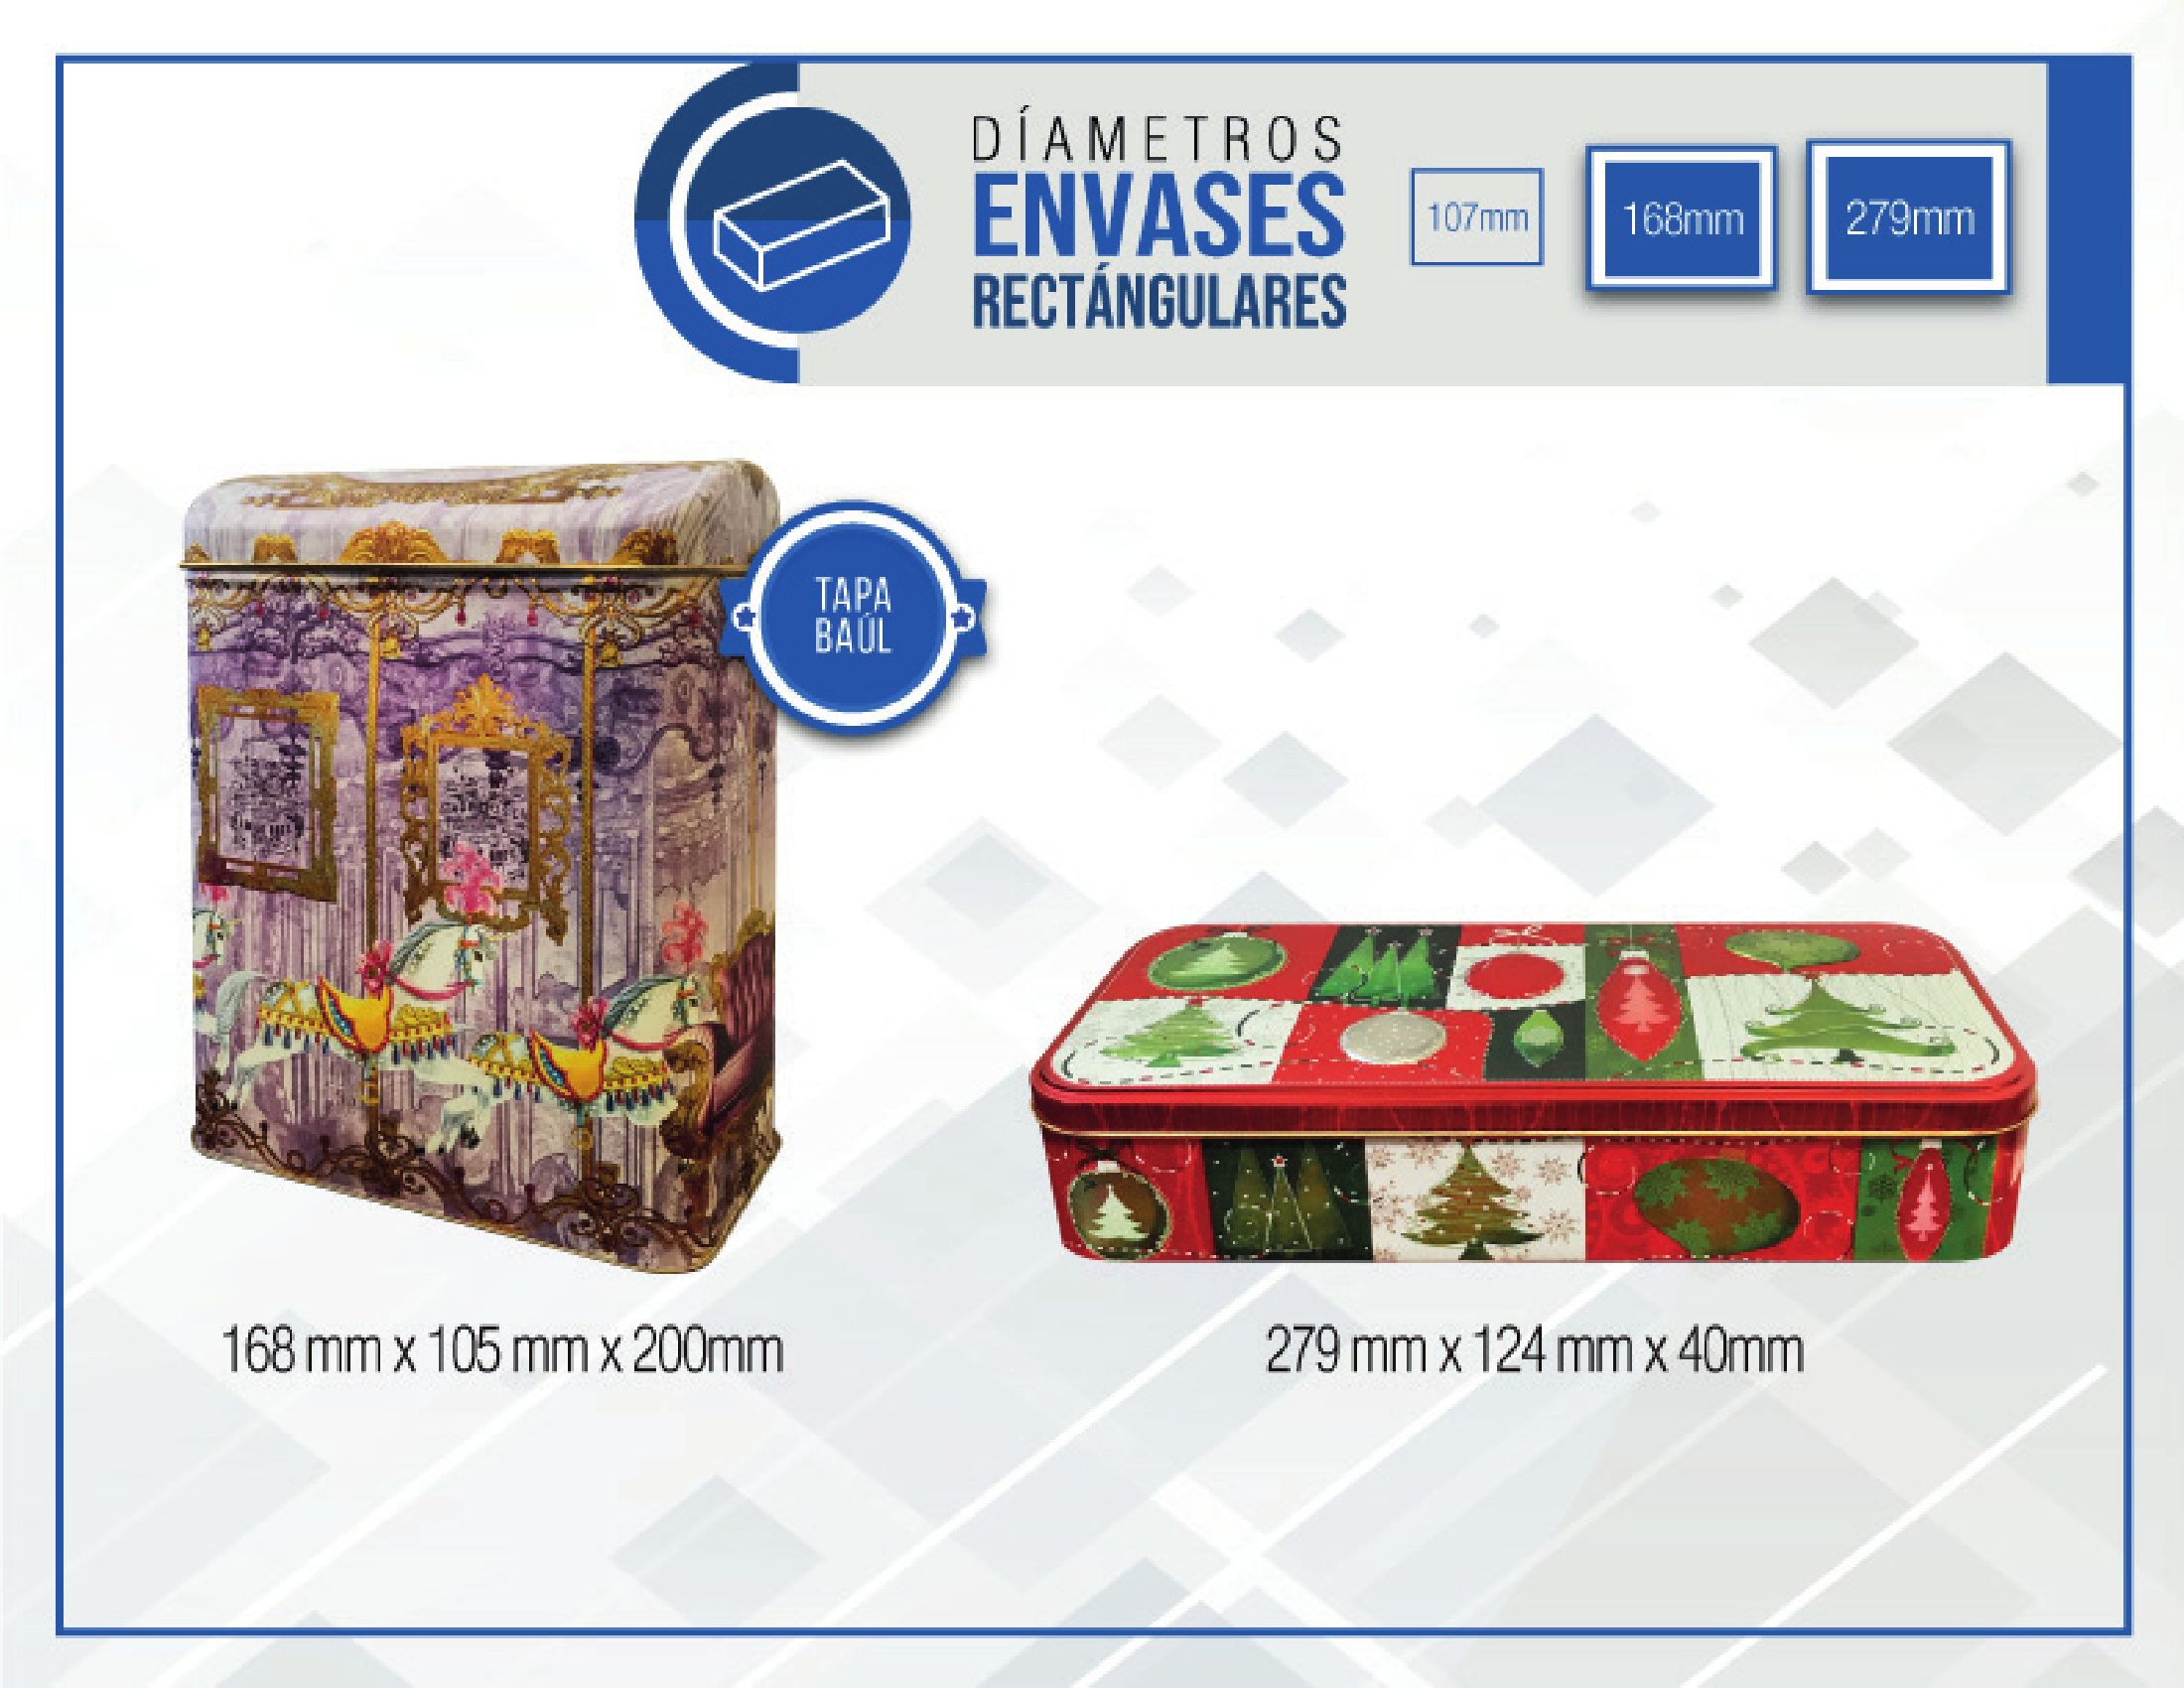 DÍAMETROS
ENVASES
RECTÁNGULARES
107mm
168mm
279mm
TAPA
BAÚL
168 mm x 105 mm x 200mm
279 mm x 124 mm x 40mm